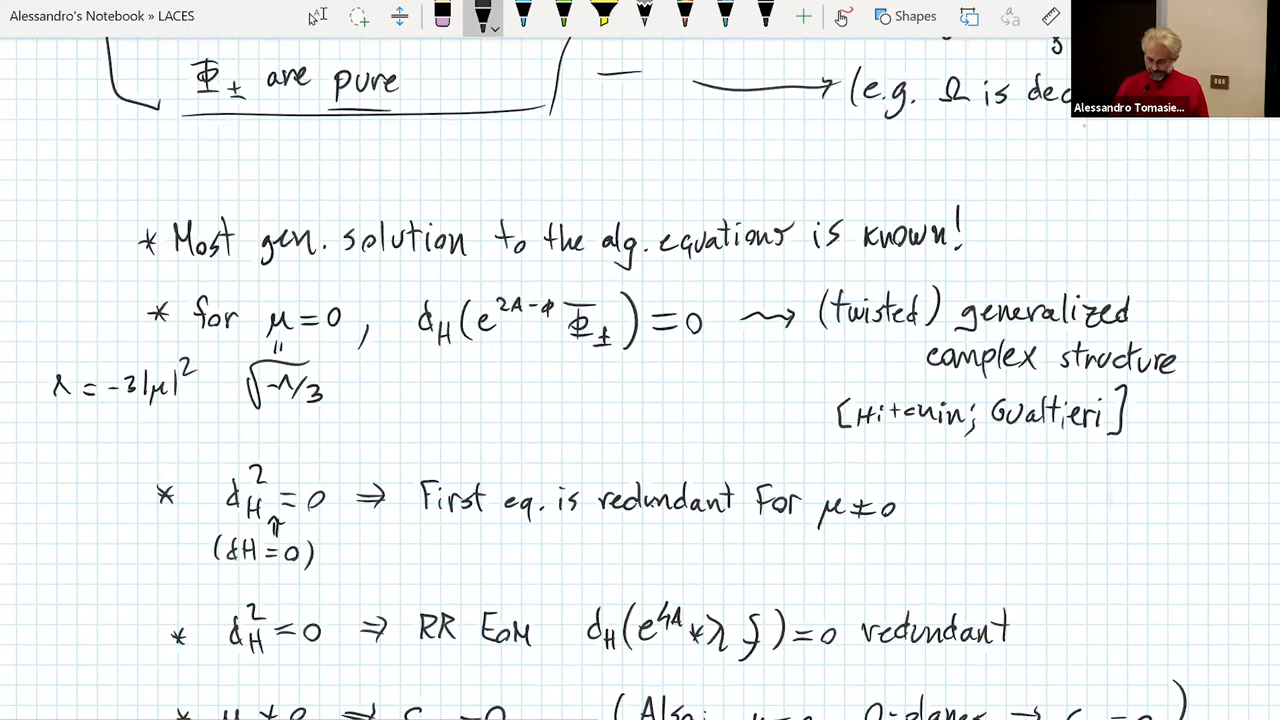 Alessandro's Notebook » LACES
Shapes
Alessandro Tomasie...
Φ± are pure
(e.g. Ω is dec
* Most gen. solution to the alg. equations is known!
* for μ = 0, d_H(e^{2A-φ} Φ±) = 0 ⇝ (twisted) generalized
complex structure
Λ = -3|μ|² √-Λ/3
[Hitchin; Gualtieri]
* d_H² = 0 ⇒ First eq. is redundant for μ ≠ 0
(dH = 0)
* d_H² = 0 ⇒ RR EoM d_H(e^{4A} * λ f) = 0 redundant